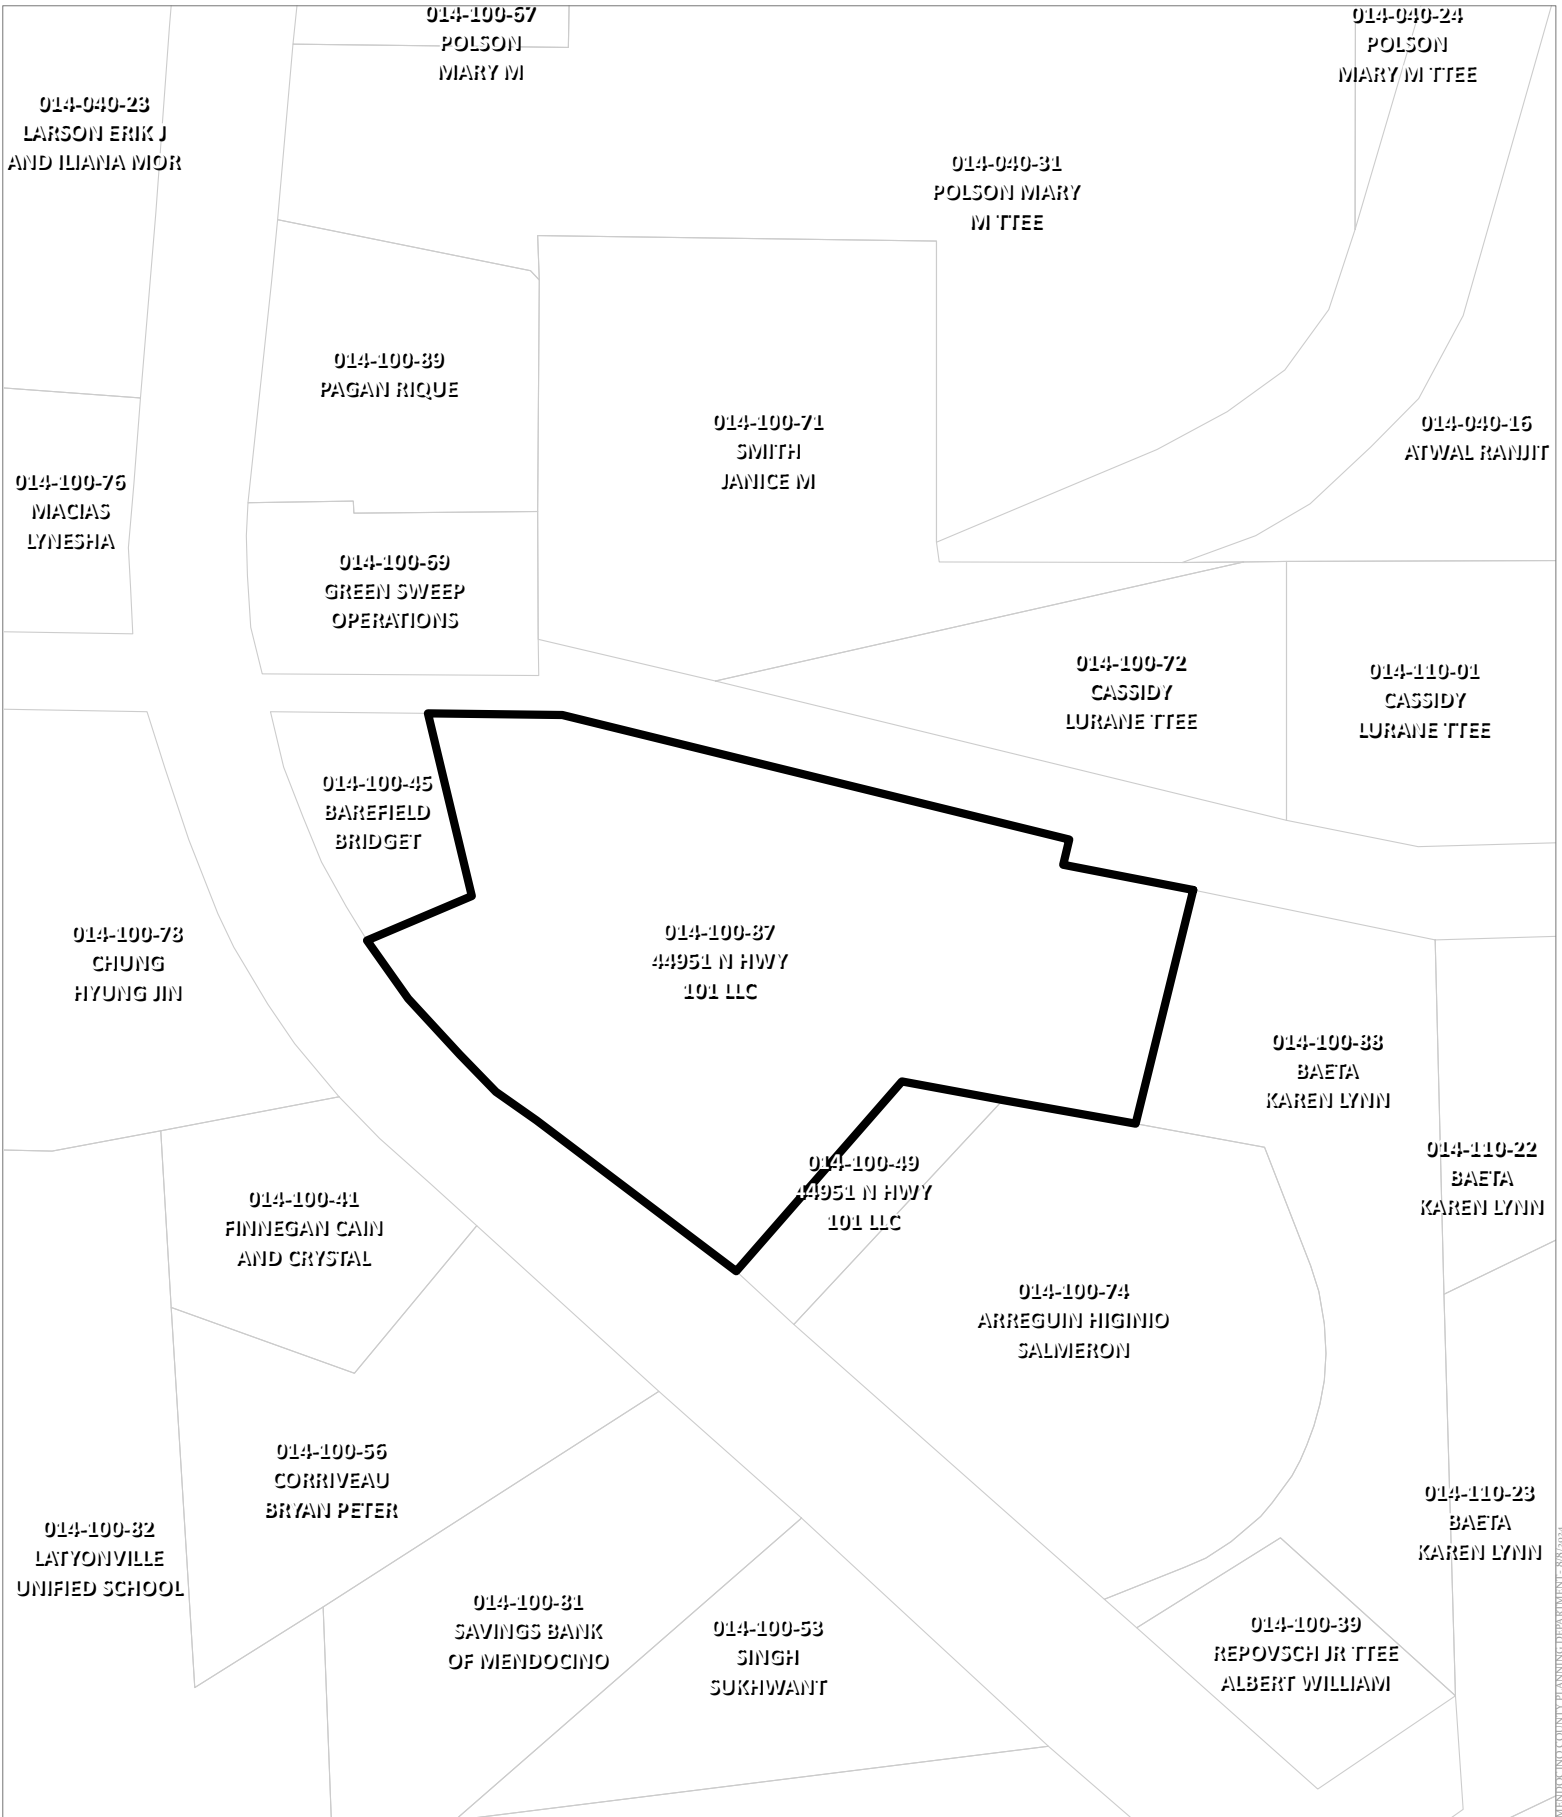 014-100-67
POLSON
MARY M
014-040-24
POLSON
MARY M TTEE
014-040-23
LARSON ERIK J
AND ILIANA MOR
014-040-31
POLSON MARY
M TTEE
014-100-89
PAGAN RIQUE
014-100-71
SMITH
JANICE M
014-040-16
ATWAL RANJIT
014-100-76
MACIAS
LYNESHA
014-100-69
GREEN SWEEP
OPERATIONS
014-100-72
CASSIDY
LURANE TTEE
014-110-01
CASSIDY
LURANE TTEE
014-100-45
BAREFIELD
BRIDGET
014-100-78
CHUNG
HYUNG JIN
014-100-87
44951 N HWY
101 LLC
014-100-88
BAETA
KAREN LYNN
014-110-22
BAETA
KAREN LYNN
014-100-49
44951 N HWY
101 LLC
014-100-41
FINNEGAN CAIN
AND CRYSTAL
014-100-74
ARREGUIN HIGINIO
SALMERON
014-100-56
CORRIVEAU
BRYAN PETER
014-110-23
BAETA
KAREN LYNN
014-100-82
LATYONVILLE
UNIFIED SCHOOL
014-100-81
SAVINGS BANK
OF MENDOCINO
014-100-53
SINGH
SUKHWANT
014-100-39
REPOVSCH JR TTEE
ALBERT WILLIAM
MENDOCINO COUNTY PLANNING DEPARTMENT - 8/8/2024